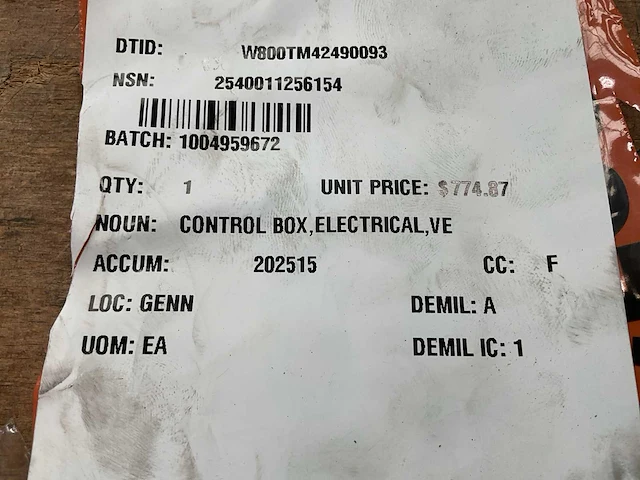 DTID: W800TM42490093
NSN: 2540011256154
BATCH: 1004959672
QTY: 1 UNIT PRICE: $774.87
NOUN: CONTROL BOX,ELECTRICAL,VE
ACCUM: 202515 CC: F
LOC: GENN DEMIL: A
UOM: EA DEMIL IC: 1